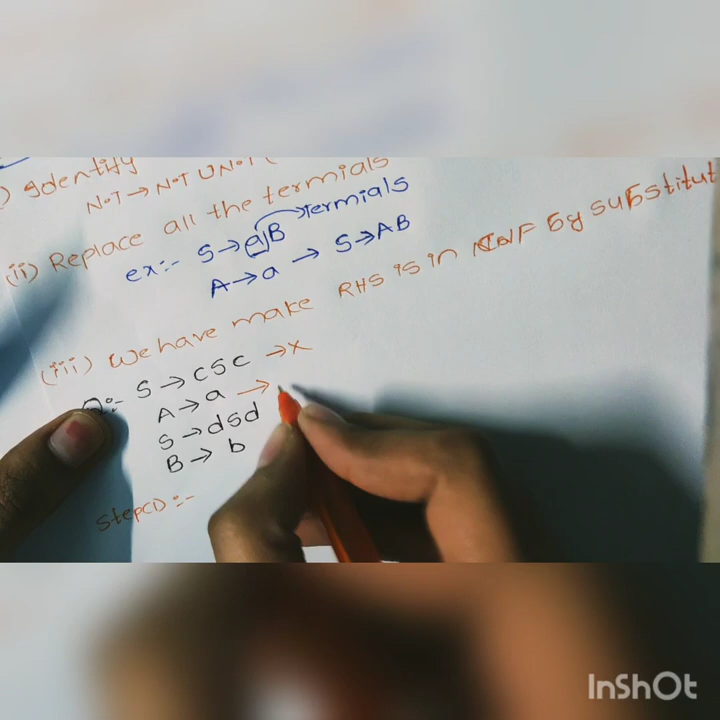 ) Identify
N.T → N.T U N.T
(ii) Replace all the termials
ex:- S → aB → Termials
A → a → S → AB
(iii) We have make RHS is in CNF by substitut
Q:- S → CSC → X
A → a →
S → dSd
B → b
Step① :-
InShOt